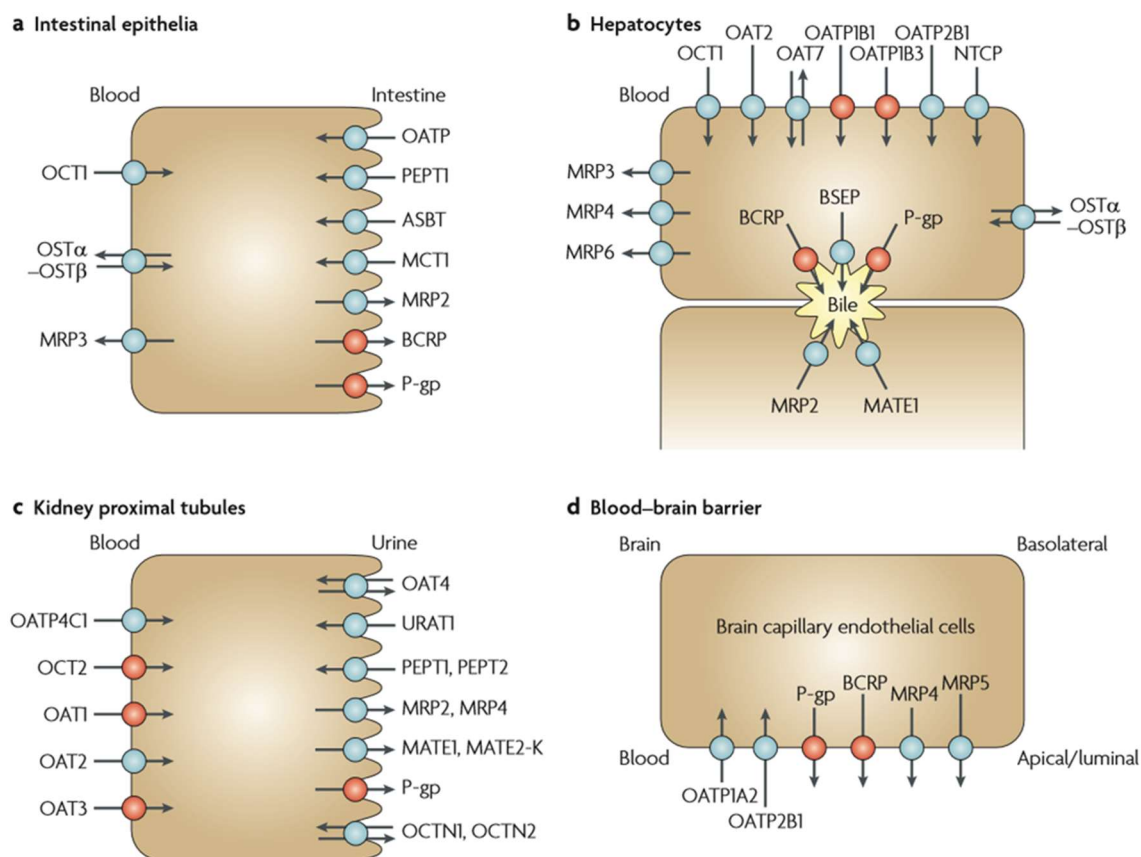 a Intestinal epithelia
Blood
Intestine
OCT1
OSTα
–OSTβ
MRP3
OATP
PEPT1
ASBT
MCT1
MRP2
BCRP
P-gp
b Hepatocytes
Blood
OCT1
OAT2
OAT7
OATP1B1
OATP1B3
OATP2B1
NTCP
MRP3
MRP4
MRP6
BCRP
BSEP
P-gp
OSTα
–OSTβ
Bile
MRP2
MATE1
c Kidney proximal tubules
Blood
Urine
OATP4C1
OCT2
OAT1
OAT2
OAT3
OAT4
URAT1
PEPT1, PEPT2
MRP2, MRP4
MATE1, MATE2-K
P-gp
OCTN1, OCTN2
d Blood–brain barrier
Brain
Basolateral
Brain capillary endothelial cells
P-gp
BCRP
MRP4
MRP5
Blood
Apical/luminal
OATP1A2
OATP2B1